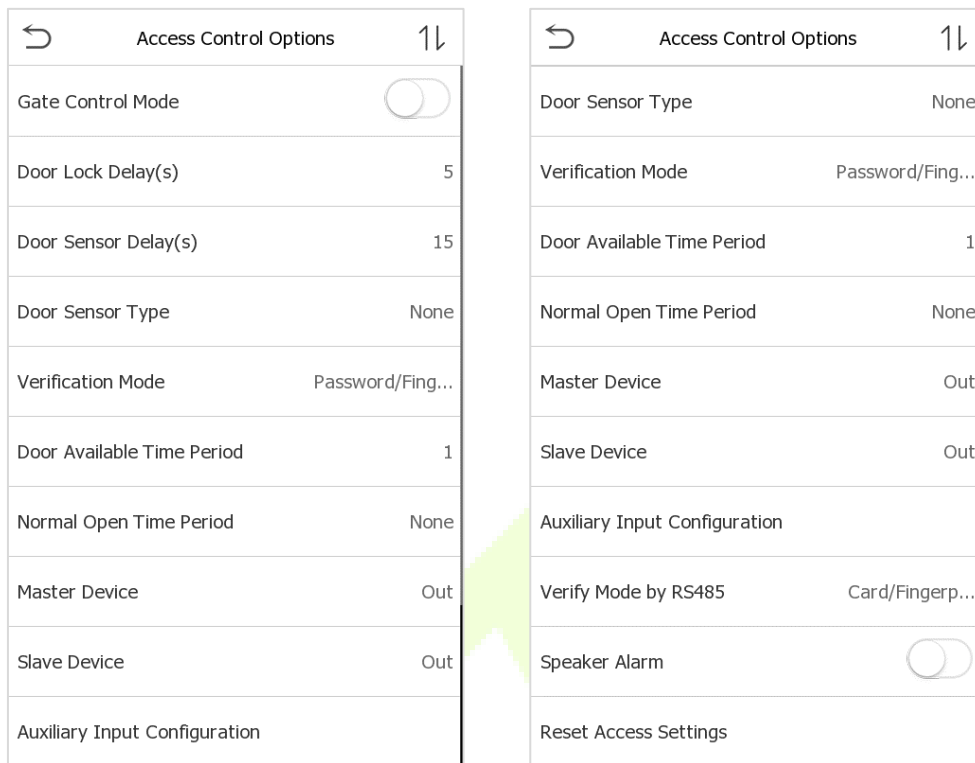 Access Control Options
Gate Control Mode
Door Lock Delay(s) 5
Door Sensor Delay(s) 15
Door Sensor Type None
Verification Mode Password/Fing...
Door Available Time Period 1
Normal Open Time Period None
Master Device Out
Slave Device Out
Auxiliary Input Configuration
Access Control Options
Door Sensor Type None
Verification Mode Password/Fing...
Door Available Time Period 1
Normal Open Time Period None
Master Device Out
Slave Device Out
Auxiliary Input Configuration
Verify Mode by RS485 Card/Fingerp...
Speaker Alarm
Reset Access Settings